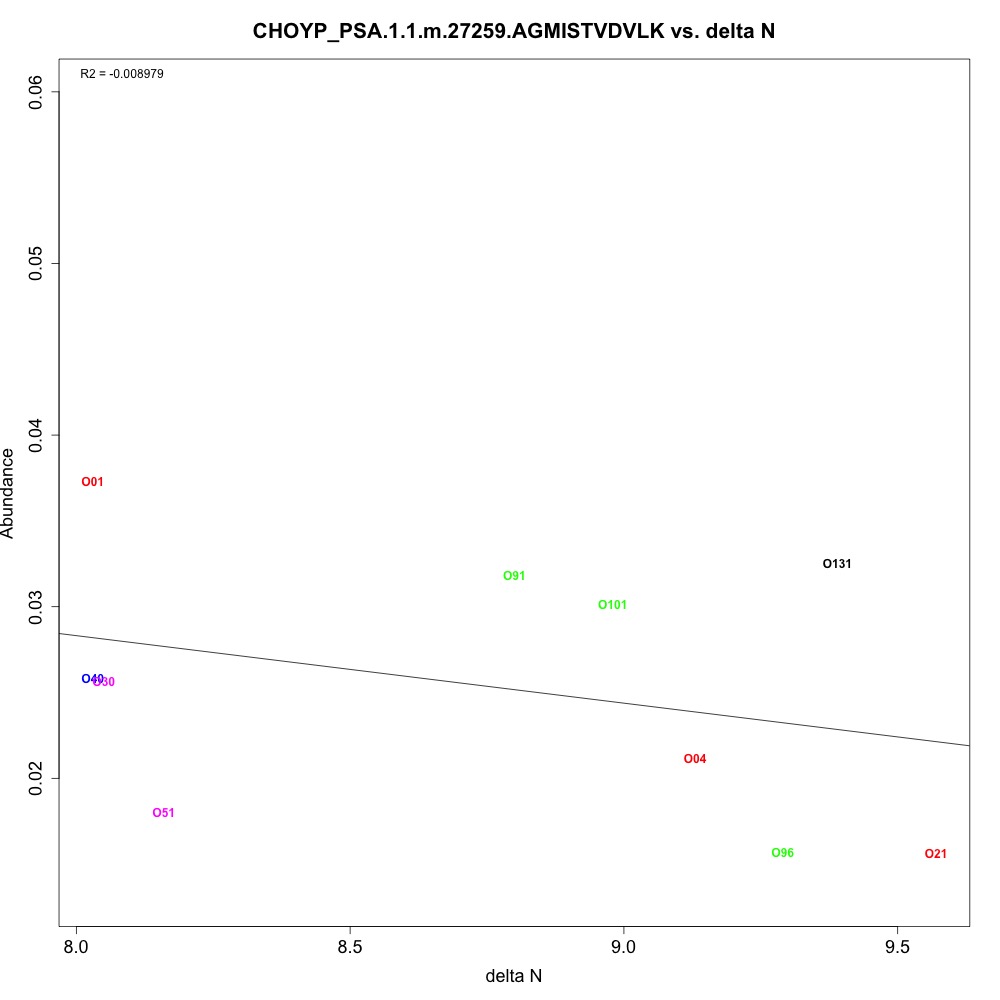 CHOYP_PSA.1.1.m.27259.AGMISTVDVLK vs. delta N
R2 = -0.008979
0.06
0.05
0.04
0.03
0.02
Abundance
O01
O131
O91
O101
O40
O30
O04
O51
O96
O21
8.0 8.5 9.0 9.5
delta N